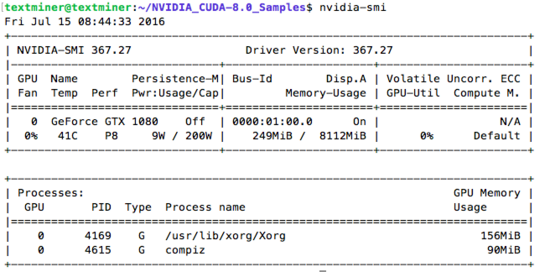 textminer@textminer:~/NVIDIA_CUDA-8.0_Samples$ nvidia-smi
Fri Jul 15 08:44:33 2016
+-----------------------------------------------------------------------------+
| NVIDIA-SMI 367.27                 Driver Version: 367.27                    |
|-------------------------------+----------------------+----------------------+
| GPU  Name        Persistence-M| Bus-Id        Disp.A | Volatile Uncorr. ECC |
| Fan  Temp  Perf  Pwr:Usage/Cap|         Memory-Usage | GPU-Util  Compute M. |
|===============================+======================+======================|
|   0  GeForce GTX 1080    Off  | 0000:01:00.0      On |                  N/A |
|  0%   41C    P8     9W / 200W |    249MiB /  8112MiB |      0%      Default |
+-------------------------------+----------------------+----------------------+
+-----------------------------------------------------------------------------+
| Processes:                                                       GPU Memory |
|  GPU       PID  Type  Process name                               Usage      |
|=============================================================================|
|    0      4169    G   /usr/lib/xorg/Xorg                             156MiB |
|    0      4615    G   compiz                                          90MiB |
+-----------------------------------------------------------------------------+